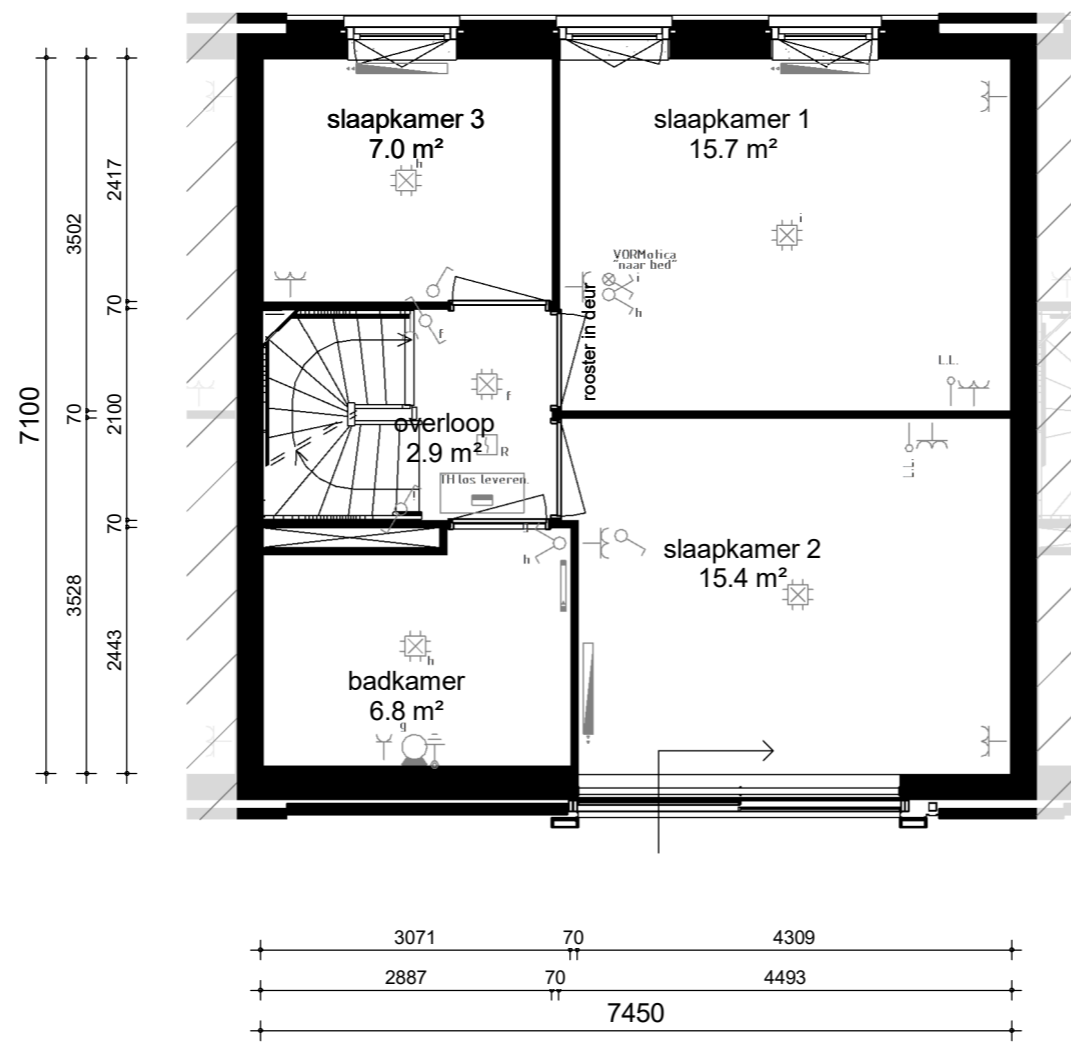 slaapkamer 3
7.0 m²
h
slaapkamer 1
15.7 m²
i
VORMotica
"naar bed"
i
h
rooster in deur
f
f
overloop
2.9 m²
R
TH los leveren.
L.L.
L.L.
g
h
slaapkamer 2
15.4 m²
h
badkamer
6.8 m²
g
7100
3502
70
3528
2417
70
2100
70
2443
3071 70 4309
2887 70 4493
7450